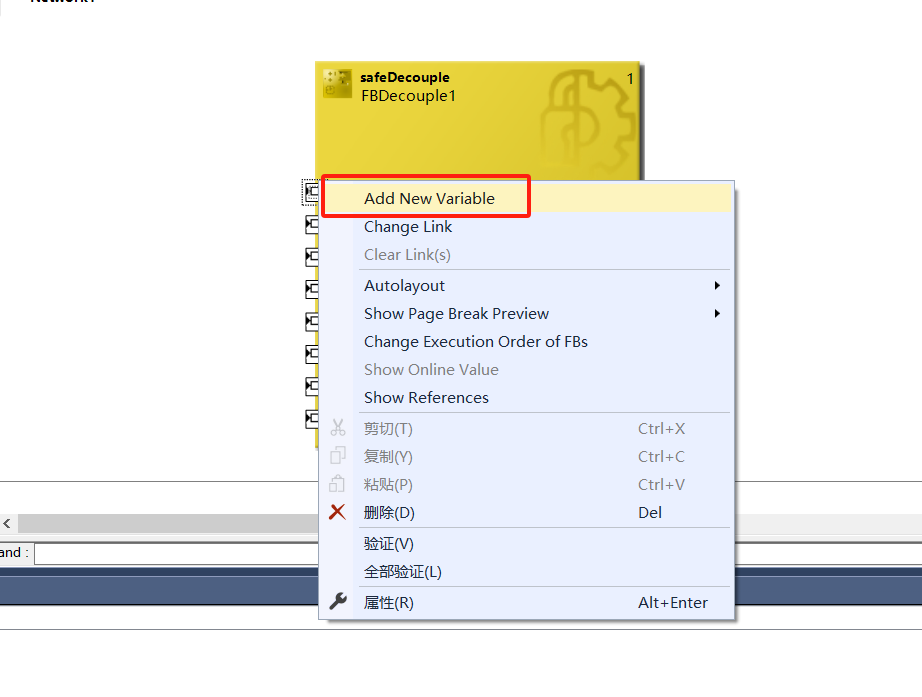 Network1
safeDecouple
1
FBDecouple1
Add New Variable
Change Link
Clear Link(s)
Autolayout
Show Page Break Preview
Change Execution Order of FBs
Show Online Value
Show References
剪切(T) Ctrl+X
复制(Y) Ctrl+C
粘贴(P) Ctrl+V
删除(D) Del
and :
验证(V)
全部验证(L)
属性(R) Alt+Enter